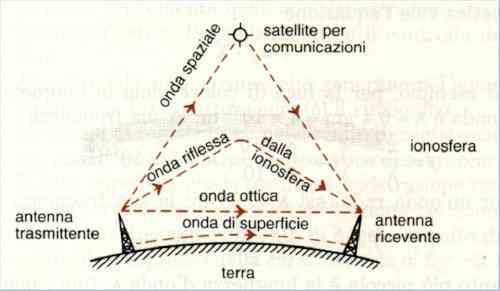 satellite per
comunicazioni
onda spaziale
onda riflessa
dalla
ionosfera
ionosfera
onda ottica
onda di superficie
antenna
trasmittente
antenna
ricevente
terra